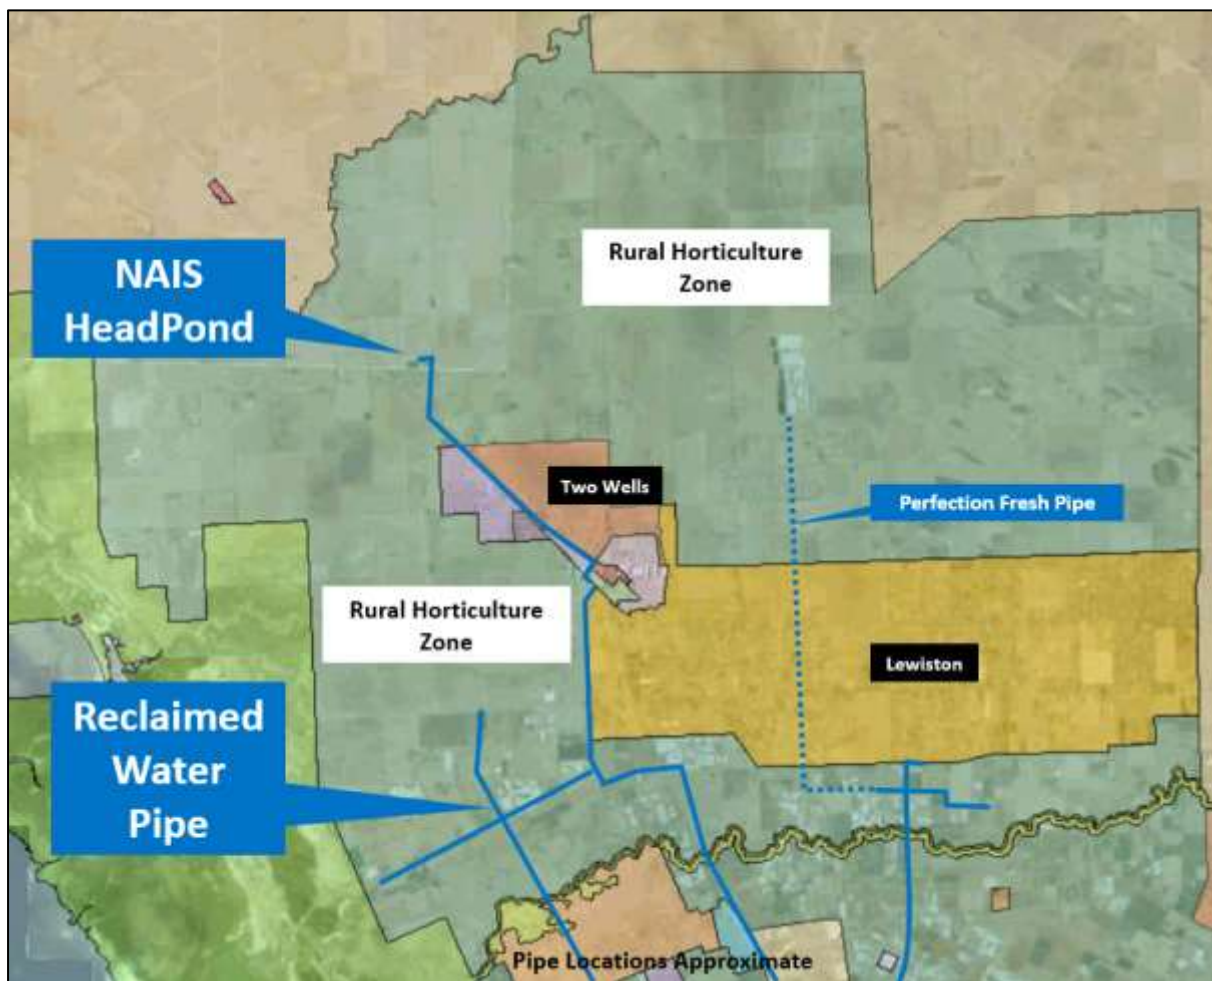 Rural Horticulture
Zone
NAIS
HeadPond
Two Wells
Perfection Fresh Pipe
Rural Horticulture
Zone
Lewiston
Reclaimed
Water
Pipe
Pipe Locations Approximate